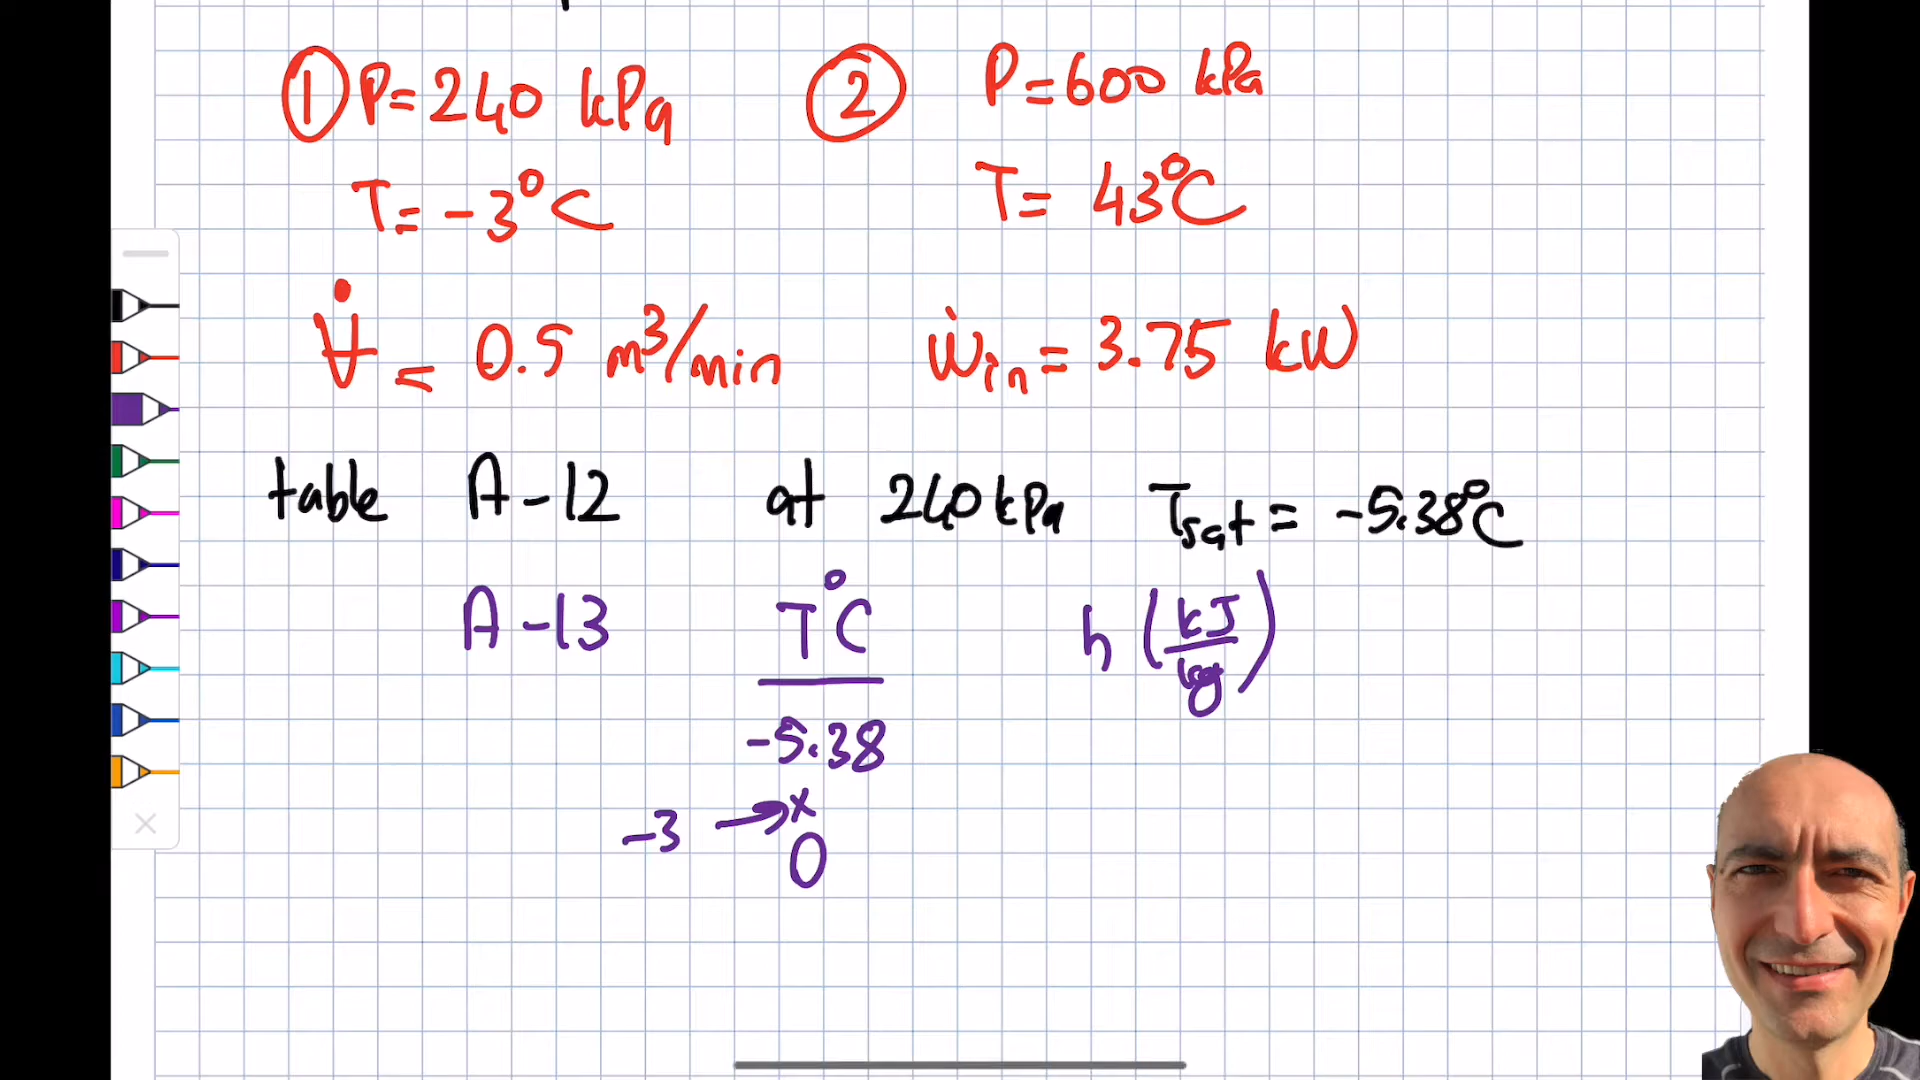 ① P = 240 kPa ② P = 600 kPa
T = -3°C T = 43°C
V̇ = 0.5 m³/min Ẇin = 3.75 kW
table A-12 at 240 kPa Tsat = -5.38°C
A-13 T°C h (kJ/kg)
-5.38
-3 → x
0